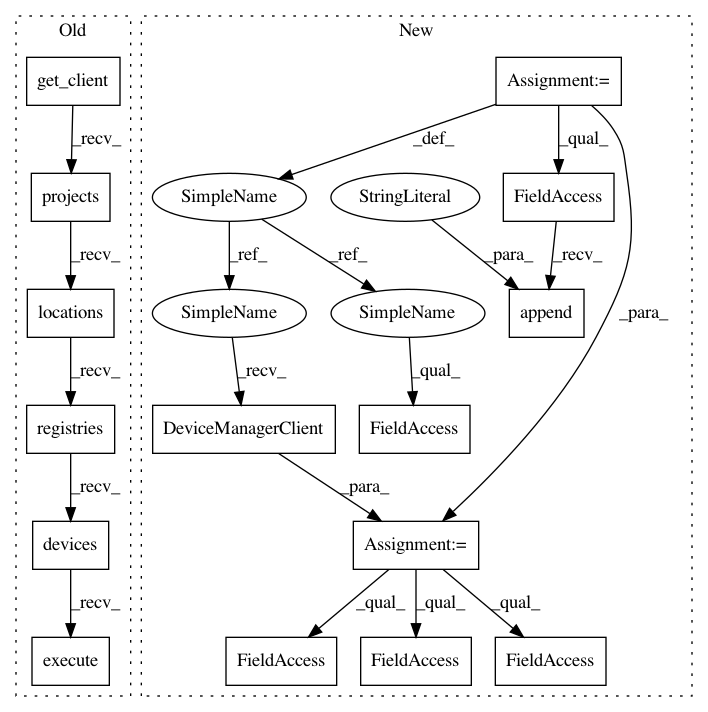 Old
New
get_client
Assignment:=
_recv_
_def_
_qual_
projects
SimpleName
StringLiteral
FieldAccess
_recv_
_ref_
_ref_
_para_
_recv_
_para_
locations
SimpleName
SimpleName
append
_recv_
_recv_
_qual_
registries
DeviceManagerClient
FieldAccess
_recv_
_para_
devices
Assignment:=
_recv_
_qual_
_qual_
_qual_
execute
FieldAccess
FieldAccess
FieldAccess